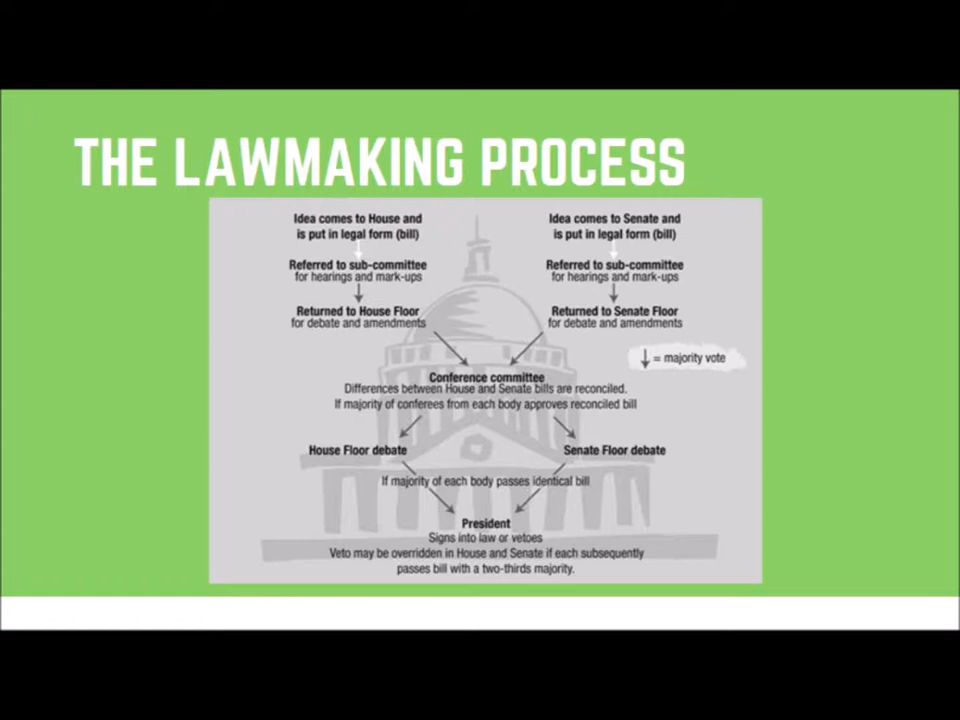 THE LAWMAKING PROCESS
Idea comes to House and
is put in legal form (bill)
Referred to sub-committee
for hearings and mark-ups
Returned to House Floor
for debate and amendments
Idea comes to Senate and
is put in legal form (bill)
Referred to sub-committee
for hearings and mark-ups
Returned to Senate Floor
for debate and amendments
↓ = majority vote
Conference committee
Differences between House and Senate bills are reconciled.
If majority of conferees from each body approves reconciled bill
House Floor debate
Senate Floor debate
If majority of each body passes identical bill
President
Signs into law or vetoes
Veto may be overridden in House and Senate if each subsequently
passes bill with a two-thirds majority.